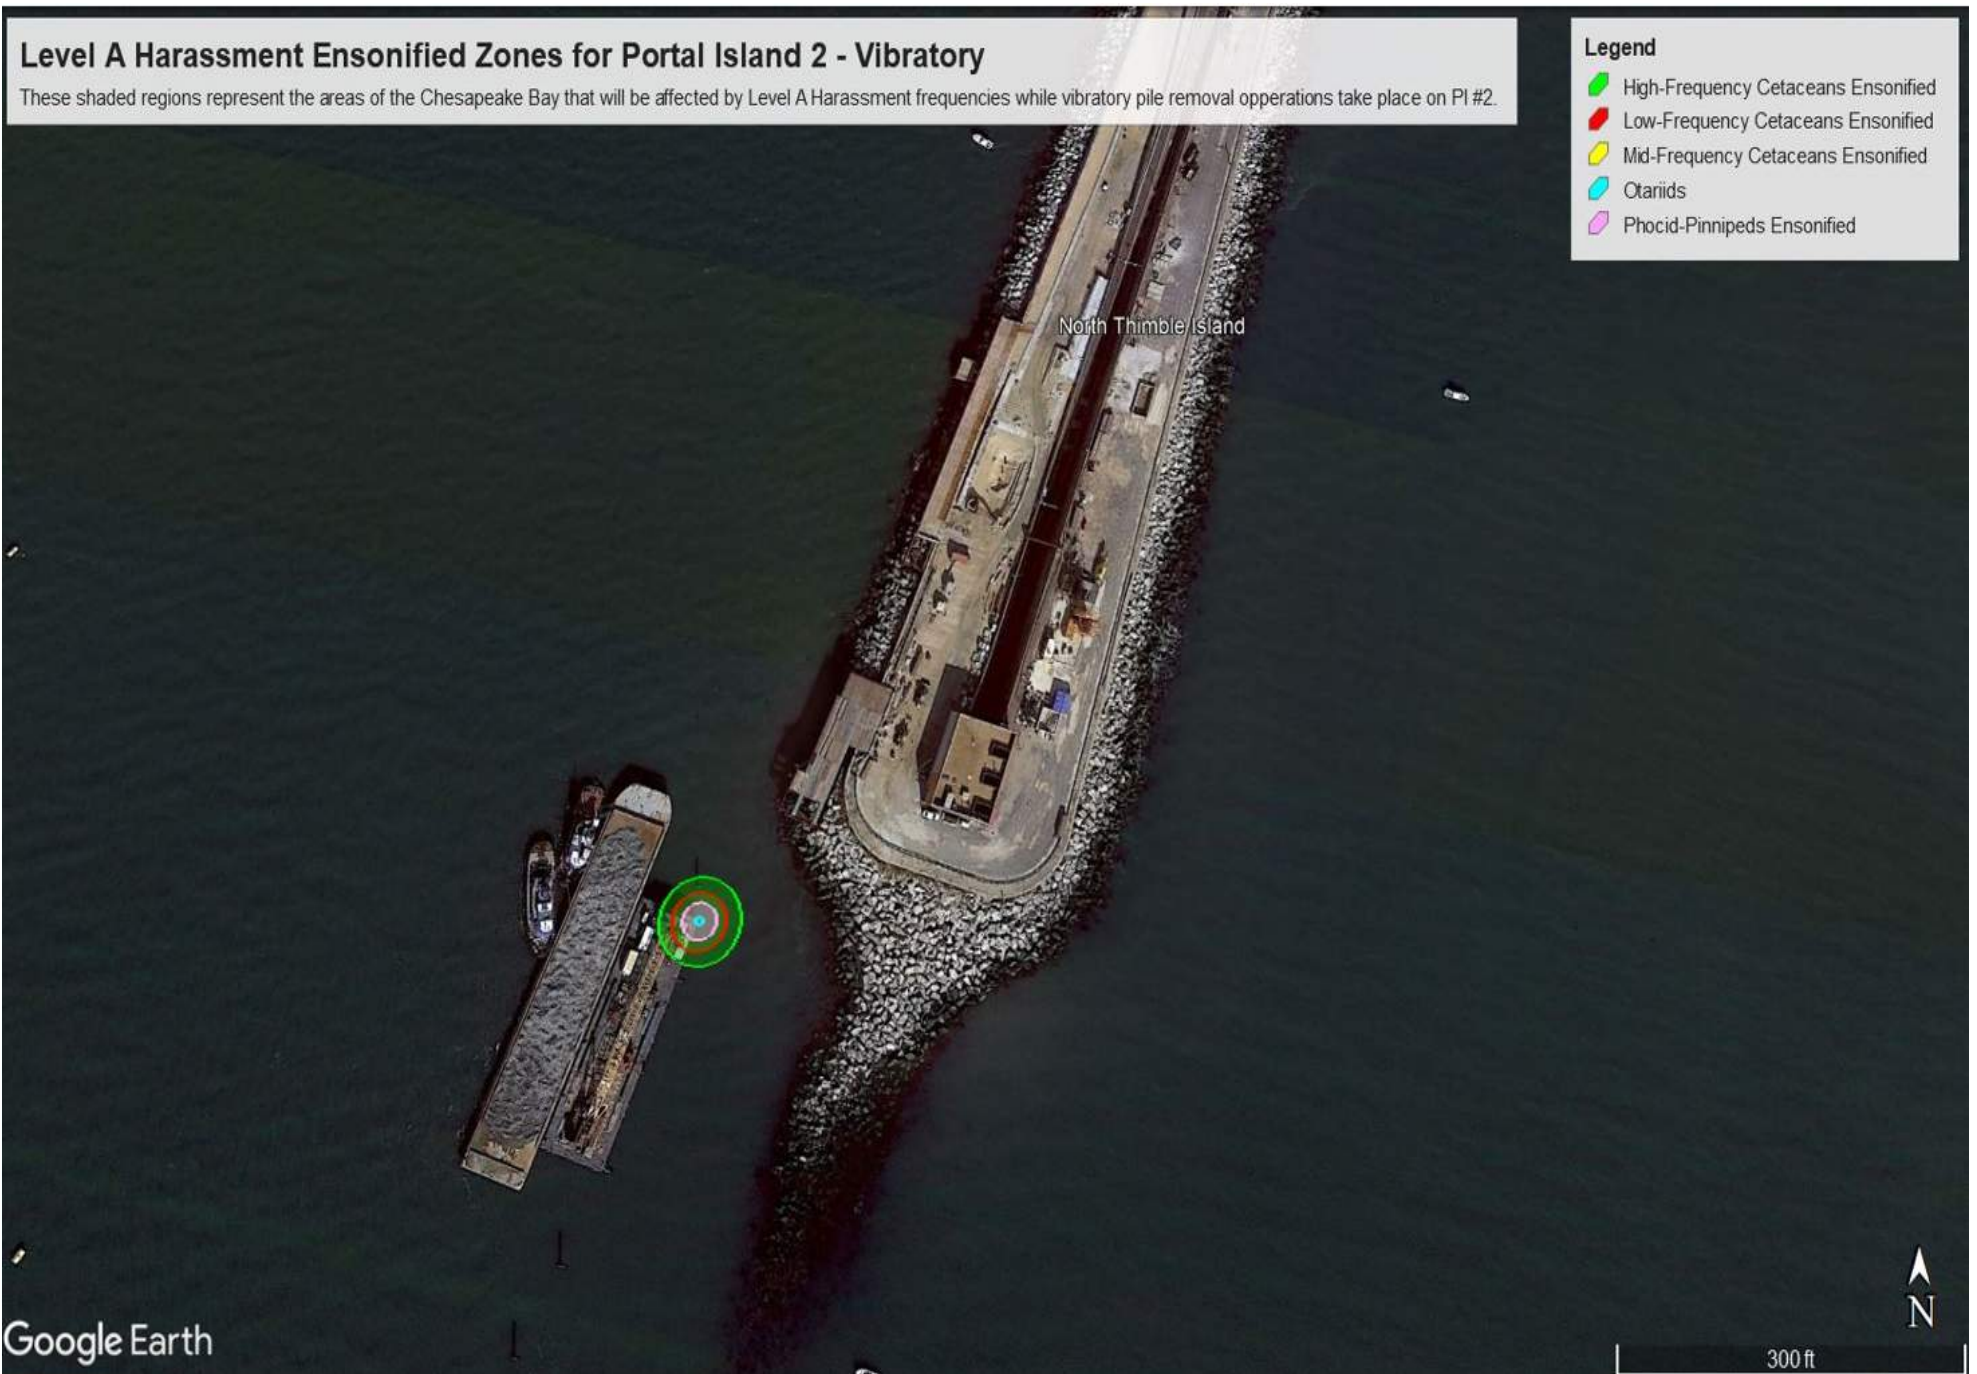 Level A Harassment Ensonified Zones for Portal Island 2 - Vibratory
These shaded regions represent the areas of the Chesapeake Bay that will be affected by Level A Harassment frequencies while vibratory pile removal opperations take place on PI #2.
Legend
High-Frequency Cetaceans Ensonified
Low-Frequency Cetaceans Ensonified
Mid-Frequency Cetaceans Ensonified
Otariids
Phocid-Pinnipeds Ensonified
North Thimble Island
Google Earth
N
300 ft